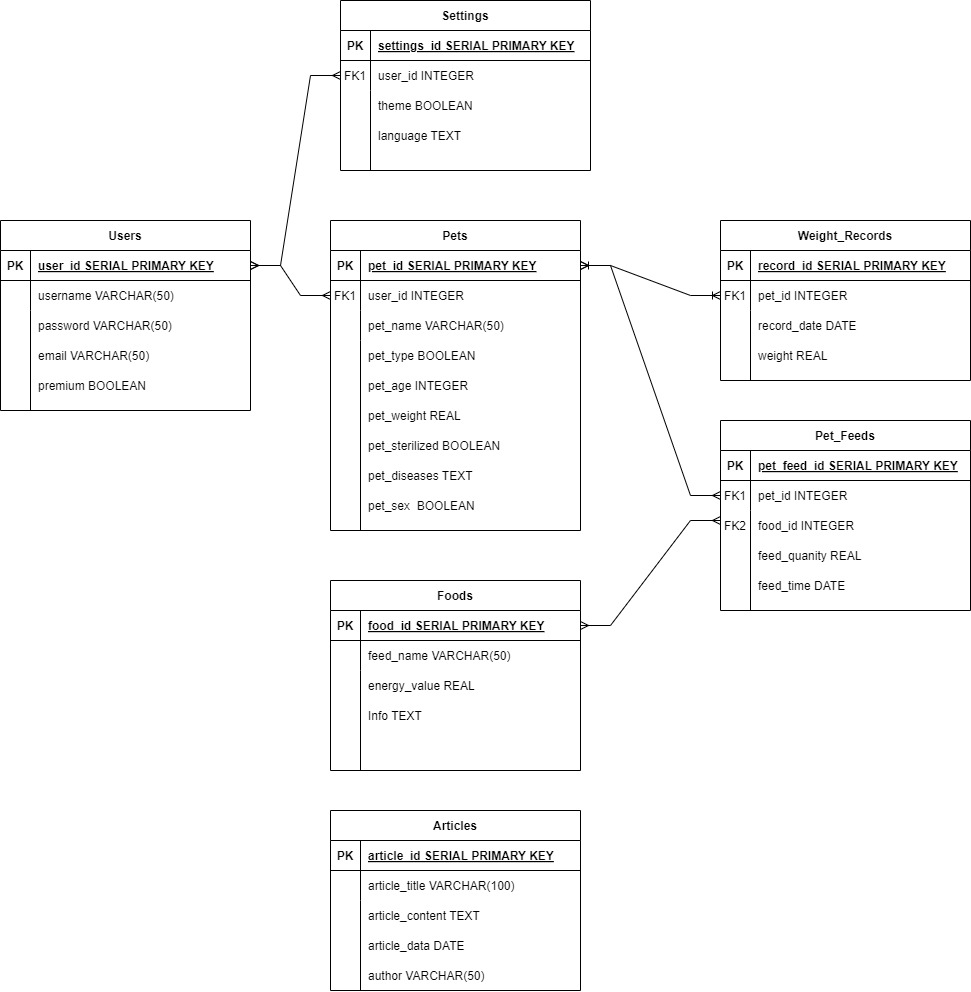 Settings
PK settings_id SERIAL PRIMARY KEY
FK1 user_id INTEGER
theme BOOLEAN
language TEXT
Users
PK user_id SERIAL PRIMARY KEY
username VARCHAR(50)
password VARCHAR(50)
email VARCHAR(50)
premium BOOLEAN
Pets
PK pet_id SERIAL PRIMARY KEY
FK1 user_id INTEGER
pet_name VARCHAR(50)
pet_type BOOLEAN
pet_age INTEGER
pet_weight REAL
pet_sterilized BOOLEAN
pet_diseases TEXT
pet_sex BOOLEAN
Weight_Records
PK record_id SERIAL PRIMARY KEY
FK1 pet_id INTEGER
record_date DATE
weight REAL
Pet_Feeds
PK pet_feed_id SERIAL PRIMARY KEY
FK1 pet_id INTEGER
FK2 food_id INTEGER
feed_quanity REAL
feed_time DATE
Foods
PK food_id SERIAL PRIMARY KEY
feed_name VARCHAR(50)
energy_value REAL
Info TEXT
Articles
PK article_id SERIAL PRIMARY KEY
article_title VARCHAR(100)
article_content TEXT
article_data DATE
author VARCHAR(50)